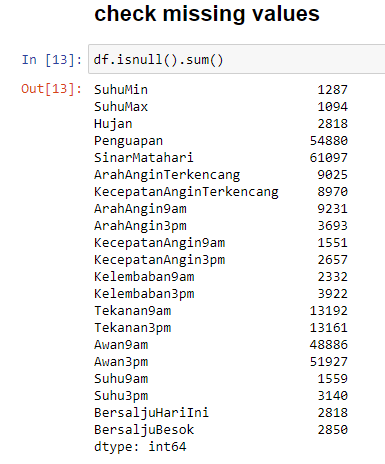 check missing values
In [13]: df.isnull().sum()
Out[13]: SuhuMin 1287
SuhuMax 1094
Hujan 2818
Penguapan 54880
SinarMatahari 61097
ArahAnginTerkencang 9025
KecepatanAnginTerkencang 8970
ArahAngin9am 9231
ArahAngin3pm 3693
KecepatanAngin9am 1551
KecepatanAngin3pm 2657
Kelembaban9am 2332
Kelembaban3pm 3922
Tekanan9am 13192
Tekanan3pm 13161
Awan9am 48886
Awan3pm 51927
Suhu9am 1559
Suhu3pm 3140
BersaljuHariIni 2818
BersaljuBesok 2850
dtype: int64